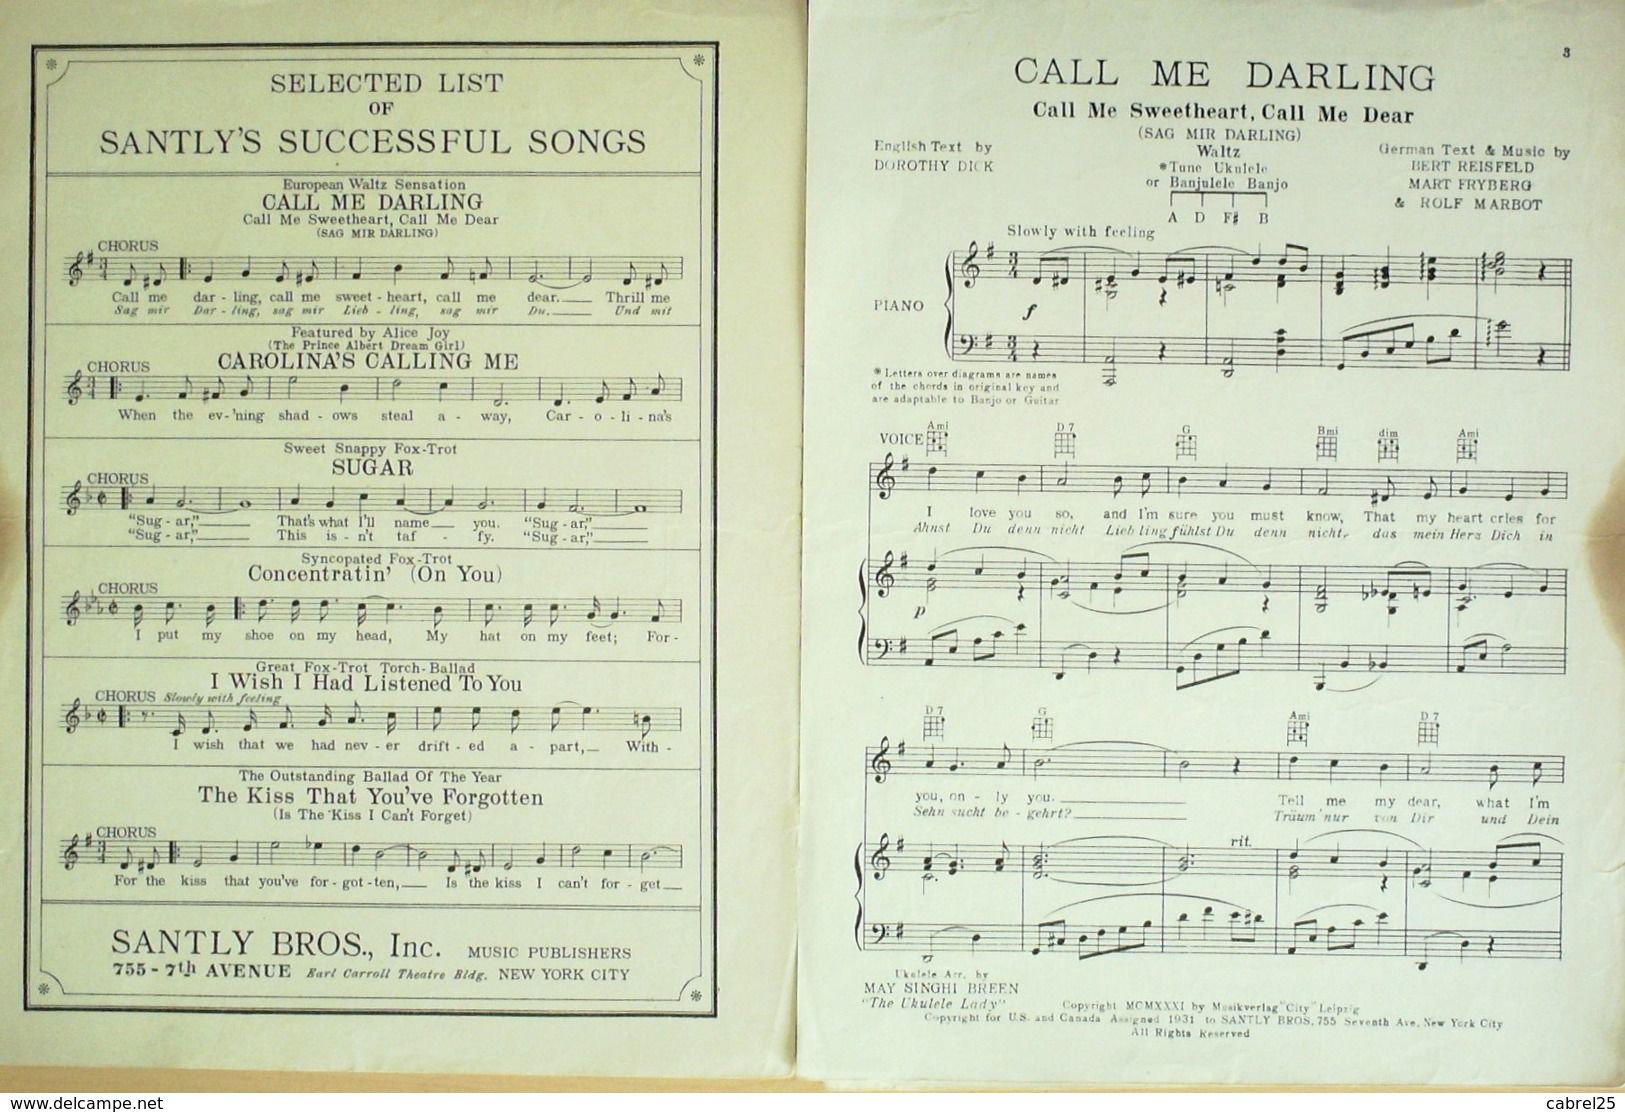 SELECTED LIST
OF
SANTLY'S SUCCESSFUL SONGS
European Waltz Sensation
CALL ME DARLING
Call Me Sweetheart, Call Me Dear
(SAG MIR DARLING)
CHORUS
Call me dar - ling, call me sweet - heart, call me dear. Thrill me
Sag mir Dar - ling, sag mir Lieb - ling, sag mir Du. Und mit
Featured by Alice Joy
(The Prince Albert Dream Girl)
CAROLINA'S CALLING ME
CHORUS
When the ev-'ning shad - ows steal a - way, Car - o - li - na's
Sweet Snappy Fox-Trot
SUGAR
CHORUS
"Sug - ar," That's what I'll name you. "Sug - ar,"
"Sug - ar," This is - n't taf - fy. "Sug - ar,"
Syncopated Fox-Trot
Concentratin' (On You)
CHORUS
I put my shoe on my head, My hat on my feet; For-
Great Fox-Trot Torch-Ballad
I Wish I Had Listened To You
CHORUS Slowly with feeling
I wish that we had nev - er drift - ed a - part, With -
The Outstanding Ballad Of The Year
The Kiss That You've Forgotten
(Is The Kiss I Can't Forget)
CHORUS
For the kiss that you've for - got - ten, Is the kiss I can't for - get
SANTLY BROS., Inc. MUSIC PUBLISHERS
755 - 7th AVENUE Earl Carroll Theatre Bldg. NEW YORK CITY
3
CALL ME DARLING
Call Me Sweetheart, Call Me Dear
(SAG MIR DARLING)
Waltz
English Text by
DOROTHY DICK
*Tune Ukulele
or Banjulele Banjo
A D F# B
German Text & Music by
BERT REISFELD
MART FRYBERG
& ROLF MARBOT
Slowly with feeling
PIANO
f
* Letters over diagrams are names
of the chords in original key and
are adaptable to Banjo or Guitar
Ami D7 G Bmi dim Ami
VOICE
I love you so, and I'm sure you must know, That my heart cries for
Ahnst Du denn nicht Lieb ling fühlst Du denn nicht, das mein Herz Dich in
p
D7 G Ami D7
you, on - ly you. Tell me my dear, what I'm
Sehn sucht be - gehrt? Träum' nur von Dir und Dein
rit.
Ukulele Arr. by
MAY SINGHI BREEN
"The Ukulele Lady"
Copyright MCMXXXI by Musikverlag "City" Leipzig
Copyright for U.S. and Canada Assigned 1931 to SANTLY BROS, 755 Seventh Ave. New York City
All Rights Reserved
www.delcampe.net
cabrel25